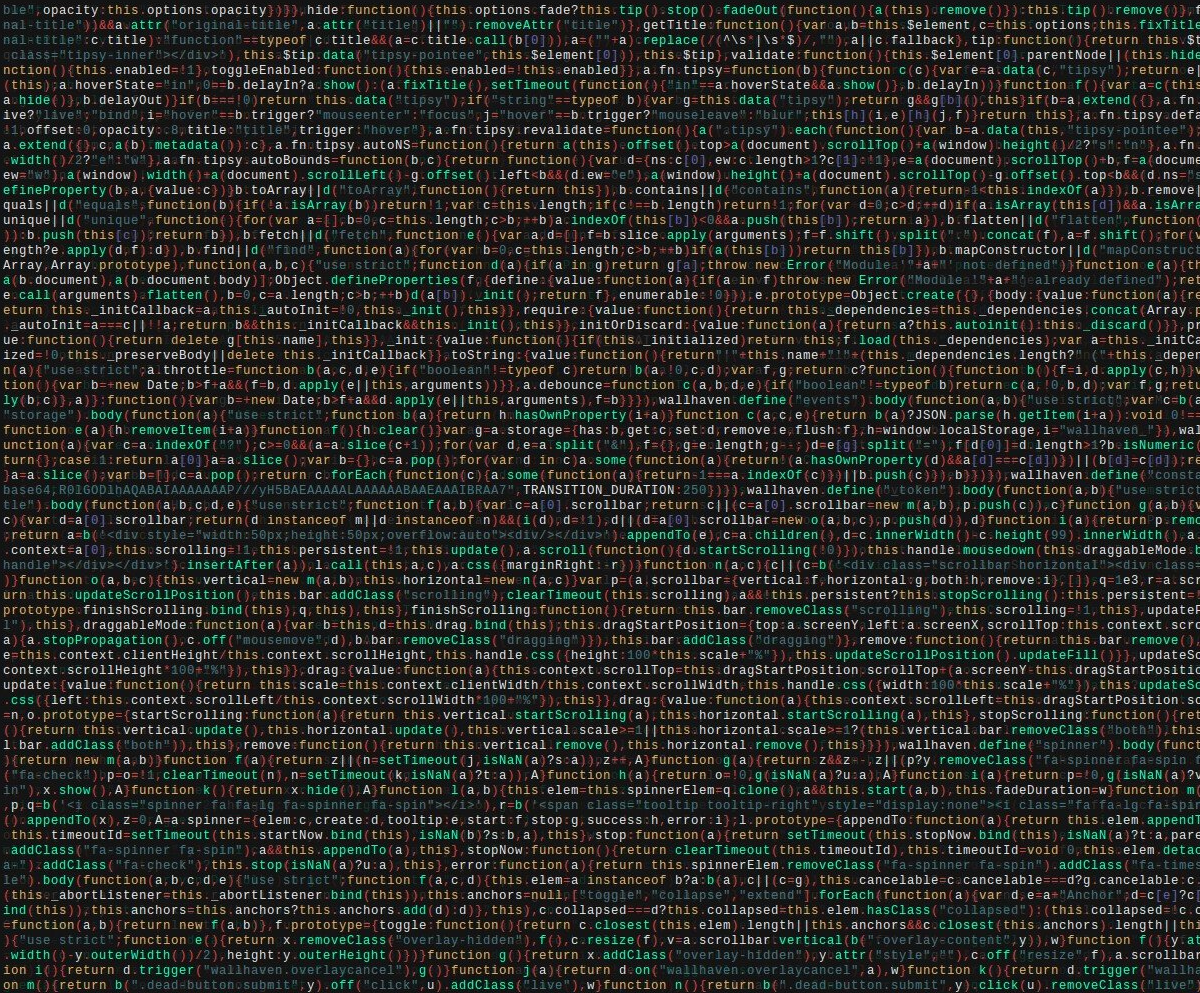 ble",opacity:this.options.opacity})}},hide:function(){this.options.fade?this.tip().stop().fadeOut(function(){a(this).remove()}):this.tip().remove()},f
nal-title"))&&a.attr("original-title",a.attr("title")||"").removeAttr("title")},getTitle:function(){var a,b=this.$element,c=this.options;this.fixTitl
nal-title":c.title):"function"==typeof c.title&&(a=c.title.call(b[0])),a=(""+a).replace(/(^\s*|\s*$)/,""),a||c.fallback},tip:function(){return this.$t
class="tipsy-inner"></div>'),this.$tip.data("tipsy-pointee",this.$element[0])),this.$tip},validate:function(){this.$element[0].parentNode||(this.hide
nction(){this.enabled=!1},toggleEnabled:function(){this.enabled=!this.enabled}},a.fn.tipsy=function(b){function c(c){var e=a.data(c,"tipsy");return e|
(this);a.hoverState="in",0==b.delayIn?a.show():(a.fixTitle(),setTimeout(function(){"in"==a.hoverState&&a.show()},b.delayIn))}function f(){var a=c(this
a.hide()},b.delayOut)}if(b===!0)return this.data("tipsy");if("string"==typeof b){var g=this.data("tipsy");return g&&g[b](),this}if(b=a.extend({},a.fn
ive?"live":"bind",i="hover"==b.trigger?"mouseenter":"focus",j="hover"==b.trigger?"mouseleave":"blur";this[h](i,e)[h](j,f)}return this},a.fn.tipsy.defa
!1,offset:0,opacity:.8,title:"title",trigger:"hover"},a.fn.tipsy.revalidate=function(){a(".tipsy").each(function(){var b=a.data(this,"tipsy-pointee")
a.extend({},c,a(b).metadata()):c},a.fn.tipsy.autoNS=function(){return a(this).offset().top>a(document).scrollTop()+a(window).height()/2?"s":"n"},a.fn.
.width()/2?"e":"w"},a.fn.tipsy.autoBounds=function(b,c){return function(){var d={ns:c[0],ew:c.length>1?c[1]:!1},e=a(document).scrollTop()+b,f=a(docum
ew="w"),a(window).width()+a(document).scrollLeft()-g.offset().left<b&&(d.ew="e"),a(window).height()+a(document).scrollTop()-g.offset().top<b&&(d.ns="s
efineProperty(b,a,{value:c})}b.toArray||d("toArray",function(){return this}),b.contains||d("contains",function(a){return-1<this.indexOf(a)}),b.remove
quals||d("equals",function(b){if(!a.isArray(b))return!1;var c=this.length;if(c!==b.length)return!1;for(var d=0;c>d;++d)if(a.isArray(this[d])&&a.isArra
unique||d("unique",function(){for(var a=[],b=0,c=this.length;c>b;++b)a.indexOf(this[b])<0&&a.push(this[b]);return a}),b.flatten||d("flatten",function(
)):b.push(this[c]);return b}),b.fetch||d("fetch",function e(){var a,d=[],f=b.slice.apply(arguments);f=f.shift().split(".").concat(f),a=f.shift();for(v
ength?e.apply(d,f):d}),b.find||d("find",function(a){for(var b=0,c=this.length;c>b;++b)if(a(this[b]))return this[b]}),b.mapConstructor||d("mapConstruct
Array,Array.prototype),function(a,b,c){"use strict";function d(a){if(a in g)return g[a];throw new Error("Module '"+a+"' not defined")}function e(a){th
a(b.document),a(b.document.body)];Object.defineProperties(f,{define:{value:function(a){if(a in f)throw new Error("Module '"+a+"' already defined");ret
e.call(arguments).flatten(),b=0,c=a.length;c>b;++b)d(a[b])._init();return f},enumerable:!0}}),e.prototype=Object.create({},{body:{value:function(a){re
eturn this._initCallback=a,this._autoInit=!0,this._init(),this}},require:{value:function(a){return this._dependencies=this._dependencies.concat(Array.p
._autoInit=a===c||!!a;return b&&this._initCallback&&this._init(),this}},initOrDiscard:{value:function(a){return a?this.autoinit():this._discard()}},p
ue:function(){return delete g[this.name],this}},_init:{value:function(){if(this._initialized)return this;f.load(this._dependencies);var a=this._depen
ized=!0,this._preserveBody||delete this._initCallback}},toString:{value:function(){return"!"+this.name+"!"+(this._dependencies.length?"("+this._depend
n(a){"use strict";a.throttle=function b(a,c,d,e){if("boolean"!=typeof c)return b(a,!0,c,d);var f,g;return c?function(){function b(){f=i,d.apply(c,h)}v
tion(){var b=+new Date;b>f+a&&(f=b,d.apply(e||this,arguments))}},a.debounce=function c(a,b,d,e){if("boolean"!=typeof b)return c(a,!0,b,d);var f,g;retu
ly(b,c)},a)}:function(){var b=+new Date;b>f+a&&d.apply(e||this,arguments),f=b}}}),wallhaven.define("events").body(function(a,b){"use strict";var c=b(a
"storage").body(function(a){"use strict";function b(a){return h.hasOwnProperty(i+a)}function c(a,c,e){return b(a)?JSON.parse(h.getItem(i+a)):void 0!==
function e(a){h.removeItem(i+a)}function f(){h.clear()}var g=a.storage={has:b,get:c,set:d,remove:e,flush:f},h=window.localStorage,i="wallhaven_"}),wal
unction(a){var c=a.indexOf("?");c>=0&&(a=a.slice(c+1));for(var d,e=a.split("&"),f={},g=e.length;g--;)d=e[g].split("="),f[d[0]]=d.length>1?b.isNumeric(
turn{};case 1:return a[0]}a=a.slice();var b={},c=a.pop();for(var d in c)a.some(function(a){return!(a.hasOwnProperty(d)&&a[d]===c[d])})||(b[d]=c[d]);re
}a=a.slice();var b=[],c=a.pop();return c.forEach(function(c){a.some(function(a){return-1===a.indexOf(c)})||b.push(c)}),b}}}),wallhaven.define("consta
base64,R0lGODlhAQABAIAAAAAAAP///yH5BAEAAAAALAAAAAABAAEAAAIBRAA7",TRANSITION_DURATION:250})}),wallhaven.define("_token").body(function(a,b){"use strict
tle").body(function(a,b,c,d,e){"use strict";function f(a,b){var c=a[0].scrollbar;return c||(c=a[0].scrollbar=new m(a,b),p.push(c)),c}function g(a,b){v
c){var d=a[0].scrollbar;return(d instanceof m||d instanceof n)&&(i(d),d=!1),d||(d=a[0].scrollbar=new o(a,b,c),p.push(d)),d}function i(a){return p.remo
;return a=b('<div style="width:50px;height:50px;overflow:auto"><div/></div>').appendTo(e),c=a.children(),d=c.innerWidth()-c.height(99).innerWidth(),a
.context=a[0],this.scrolling=!1,this.persistent=!1,this.update(),a.scroll(function(){d.startScrolling(!0)}),this.handle.mousedown(this.draggableMode.b
handle"></div></div>').insertAfter(a)),l.call(this,a,c),a.css({marginRight:-r})}function n(a,c){c||(c=b('<div class="scrollbarShorizontal"><div class=
)}function o(a,b,c){this.vertical=new m(a,b),this.horizontal=new n(a,c)}var p=(a.scrollbar={vertical:f,horizontal:g,both:h,remove:i},[]),q=1e3,r=a.sc
urn this.updateScrollPosition(),this.bar.addClass("scrolling"),clearTimeout(this.scrolling),a&&!this.persistent?this.stopScrolling():this.persistent=!
prototype.finishScrolling.bind(this),q,this),this},finishScrolling:function(){return this.bar.removeClass("scrolling"),this.scrolling=!1,this},updateF
l"),this},draggableMode:function(a){var b=this,d=this.drag.bind(this);this.dragStartPosition={top:a.screenY,left:a.screenX,scrollTop:this.context.scro
a){a.stopPropagation(),c.off("mousemove",d),b.bar.removeClass("dragging")}),this.bar.addClass("dragging")},remove:function(){return this.bar.remove(),
e=this.context.clientHeight/this.context.scrollHeight,this.handle.css({height:100*this.scale+"%"}),this.updateScrollPosition().updateFill()}},updateSc
context.scrollHeight*100+"%"}),this}},drag:{value:function(a){this.context.scrollTop=this.dragStartPosition.scrollTop+(a.screenY-this.dragStartPositio
update:{value:function(){return this.scale=this.context.clientWidth/this.context.scrollWidth,this.handle.css({width:100*this.scale+"%"}),this.updateSc
.css({left:this.context.scrollLeft/this.context.scrollWidth*100+"%"}),this}},drag:{value:function(a){this.context.scrollLeft=this.dragStartPosition.sc
=n,o.prototype={startScrolling:function(a){return this.vertical.startScrolling(a),this.horizontal.startScrolling(a),this},stopScrolling:function(){ret
(){return this.vertical.update(),this.horizontal.update(),this.vertical.scale>=1||this.horizontal.scale>=1?(this.vertical.bar.removeClass("both"),this
l.bar.addClass("both")),this},remove:function(){return this.vertical.remove(),this.horizontal.remove(),this}}}),wallhaven.define("spinner").body(func
){return new m(a,b)}function f(a){return z||(n=setTimeout(j,isNaN(a)?s:a)),z++,A}function g(a){return z&&z--,z||(p?y.removeClass("fa-spinner fa-spin f
("fa-check"),p=o=!1,clearTimeout(n),n=setTimeout(k,isNaN(a)?t:a)),A}function h(a){return o=!0,g(isNaN(a)?u:a)),A}function i(a){return p=!0,g(isNaN(a)?v
),x.show(),A}function k(){return x.hide(),A}function l(a,b){this.elem=this.spinnerElem=q.clone(),a&&this.start(a,b),this.fadeDuration=w}function m(
,p,q=b('<i class="spinner fa fa-lg fa-spinner fa-spin"></i>'),r=b('<span class="tooltip tooltip-right" style="display:none"><i class="fa fa-lg fa-spin
().appendTo(x),z=0,A=a.spinner={elem:c,create:d,tooltip:e,start:f,stop:g,success:h,error:i};l.prototype={appendTo:function(a){return this.elem.appendT
this.timeoutId=setTimeout(this.startNow.bind(this),isNaN(b)?s:b,a),this},stop:function(a){return setTimeout(this.stopNow.bind(this),isNaN(a)?t:a),this
.addClass("fa-spinner fa-spin"),a&&this.appendTo(a),this},stopNow:function(){return clearTimeout(this.timeoutId),this.timeoutId=void 0,this.elem.detac
a-").addClass("fa-check"),this.stop(isNaN(a)?u:a),this},error:function(a){return this.spinnerElem.removeClass("fa-spinner fa-spin").addClass("fa-times
le").body(function(a,b,c,d,e){"use strict";function f(a,c,d){this.elem=a instanceof b?a:b(a),c||(c=g),this.cancelable=c.cancelable==d?g.cancelable:c
(this._abortListener=this._abortListener.bind(this)),this.anchors=null,["toggle","collapse","extend"].forEach(function(a){var d,e=a+"Anchor";d=c[e]?c[
ind(this)),this.anchors=this.anchors?this.anchors.add(d):d)},this),c.collapsed===d?this.collapsed=this.elem.hasClass("collapsed"):(this.collapsed=!c.c
=function(a,b){return new f(a,b)},f.prototype={toggle:function(){return c.closest(this.elem).length||this.anchors&&c.closest(this.anchors).length||thi
){"use strict";function e(){return x.removeClass("overlay-hidden"),f(),c.resize(f),v=a.scrollbar.vertical(b(".overlay-content",y)),w}function f(){y.at
.width()-y.outerWidth())/2),height:y.outerHeight()})}function g(){return x.addClass("overlay-hidden"),y.attr("style",""),c.off("resize",f),a.scrollbar
ion i(){return d.trigger("wallhaven.overlaycancel"),g()}function j(a){return d.on("wallhaven.overlaycancel",a),w}function k(){return d.trigger("wallha
on m(){return b(".dead-button.submit",y).off("click",u).addClass("live"),w}function n(){return b(".dead-button.submit",y).click(u).removeClass("live"